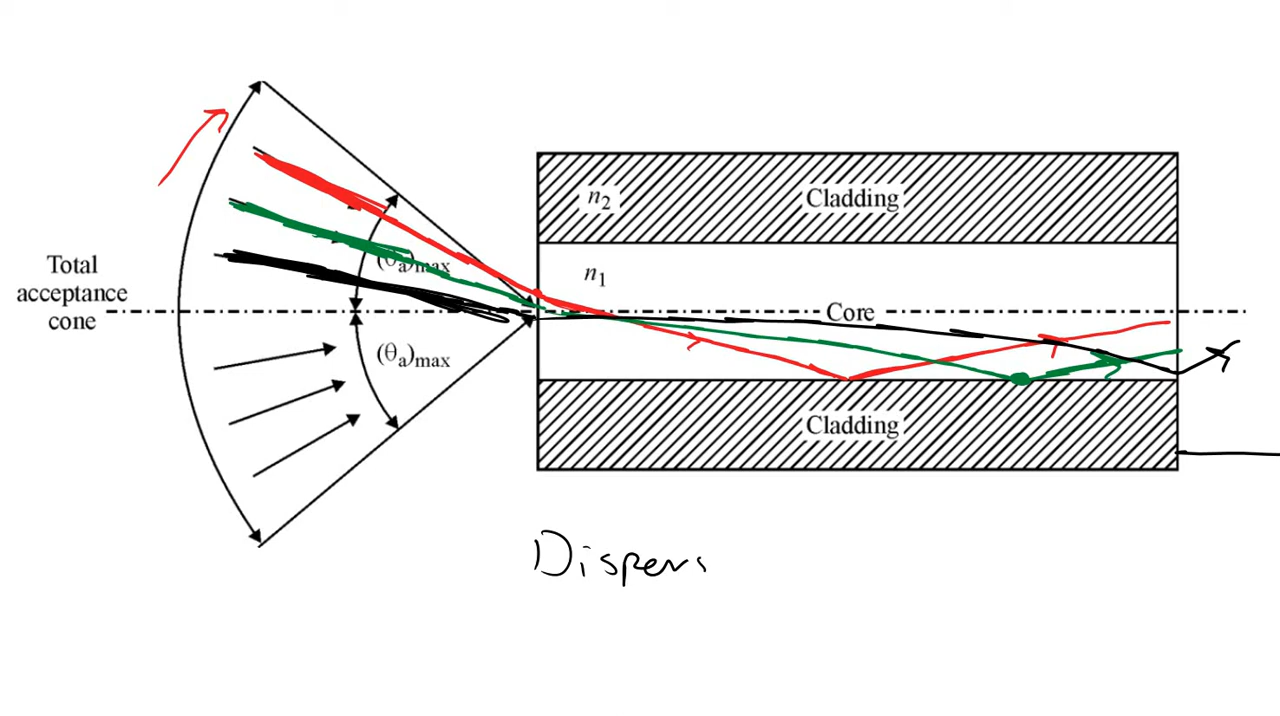 n2
Cladding
(θa)max
n1
Total
acceptance
cone
Core
(θa)max
Cladding
Dispers